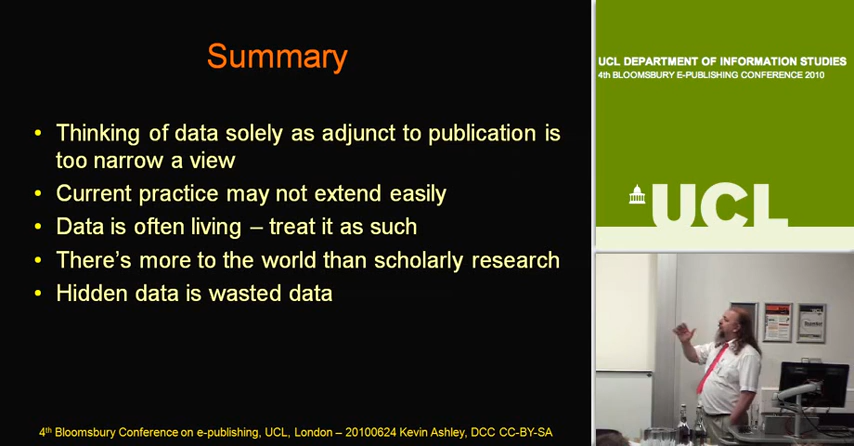 Summary
• Thinking of data solely as adjunct to publication is
too narrow a view
• Current practice may not extend easily
• Data is often living – treat it as such
• There's more to the world than scholarly research
• Hidden data is wasted data
4th Bloomsbury Conference on e-publishing, UCL, London – 20100624 Kevin Ashley, DCC CC-BY-SA
UCL DEPARTMENT OF INFORMATION STUDIES
4th BLOOMSBURY E-PUBLISHING CONFERENCE 2010
UCL